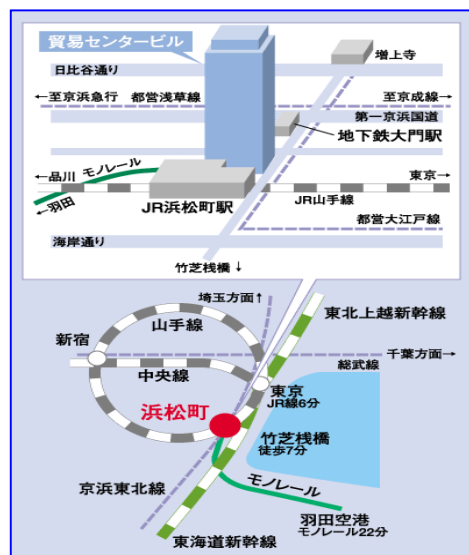 貿易センタービル
増上寺
日比谷通り
←至京浜急行
都営浅草線
至京成線→
第一京浜国道
地下鉄大門駅
←品川
モノレール
東京→
←羽田
JR浜松町駅
JR山手線
都営大江戸線
海岸通り
竹芝桟橋↓
埼玉方面↑
東北上越新幹線
山手線
新宿
千葉方面→
総武線
中央線
東京
JR線6分
浜松町
竹芝桟橋
徒歩7分
京浜東北線
モノレール
羽田空港
モノレール22分
東海道新幹線